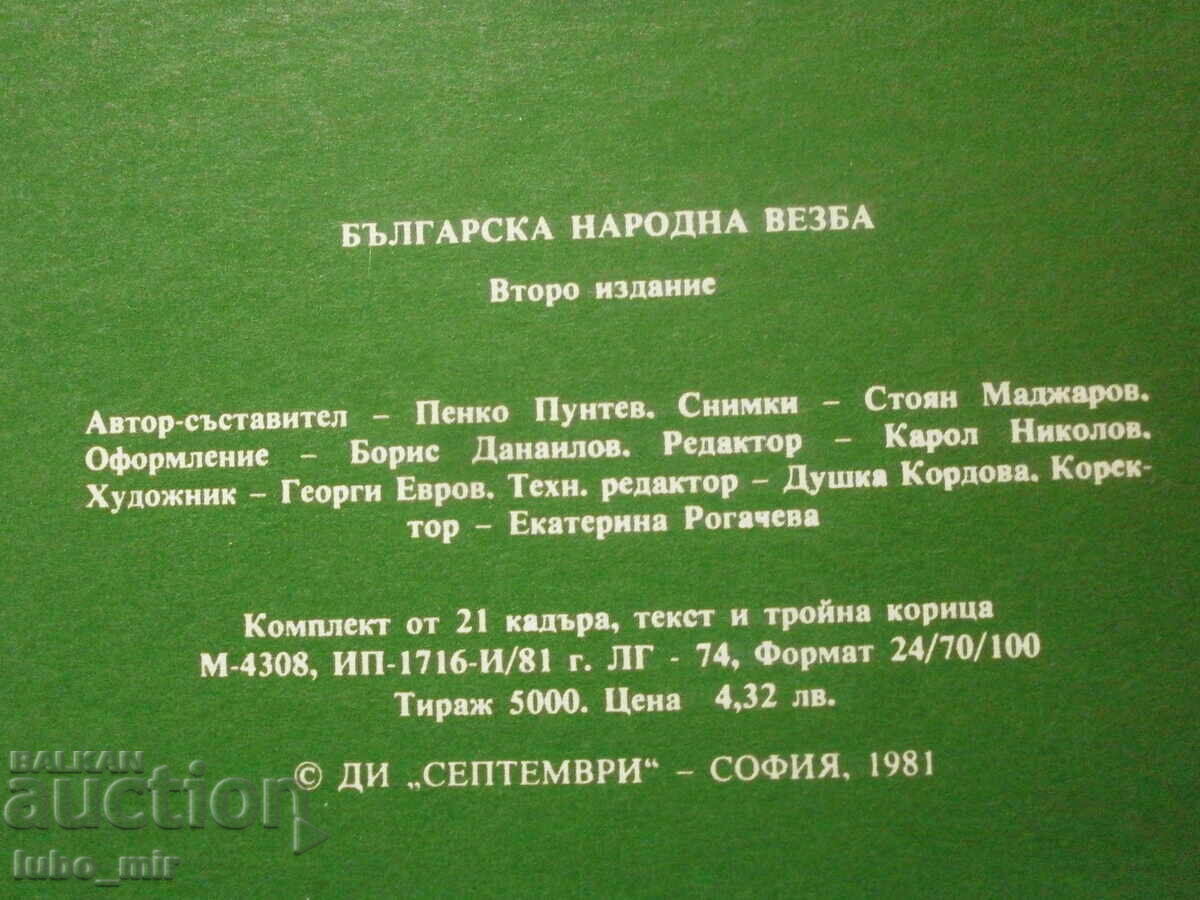 БЪЛГАРСКА НАРОДНА ВЕЗБА
Второ издание
Автор-съставител – Пенко Пунтев. Снимки – Стоян Маджаров.
Оформление – Борис Данаилов. Редактор – Карол Николов.
Художник – Георги Евров. Техн. редактор – Душка Кордова. Корек-
тор – Екатерина Рогачева
Комплект от 21 кадъра, текст и тройна корица
М-4308, ИП-1716-И/81 г. ЛГ - 74, Формат 24/70/100
Тираж 5000. Цена 4,32 лв.
© ДИ „СЕПТЕМВРИ“ – СОФИЯ, 1981
BALKAN
auction
lubo_mir